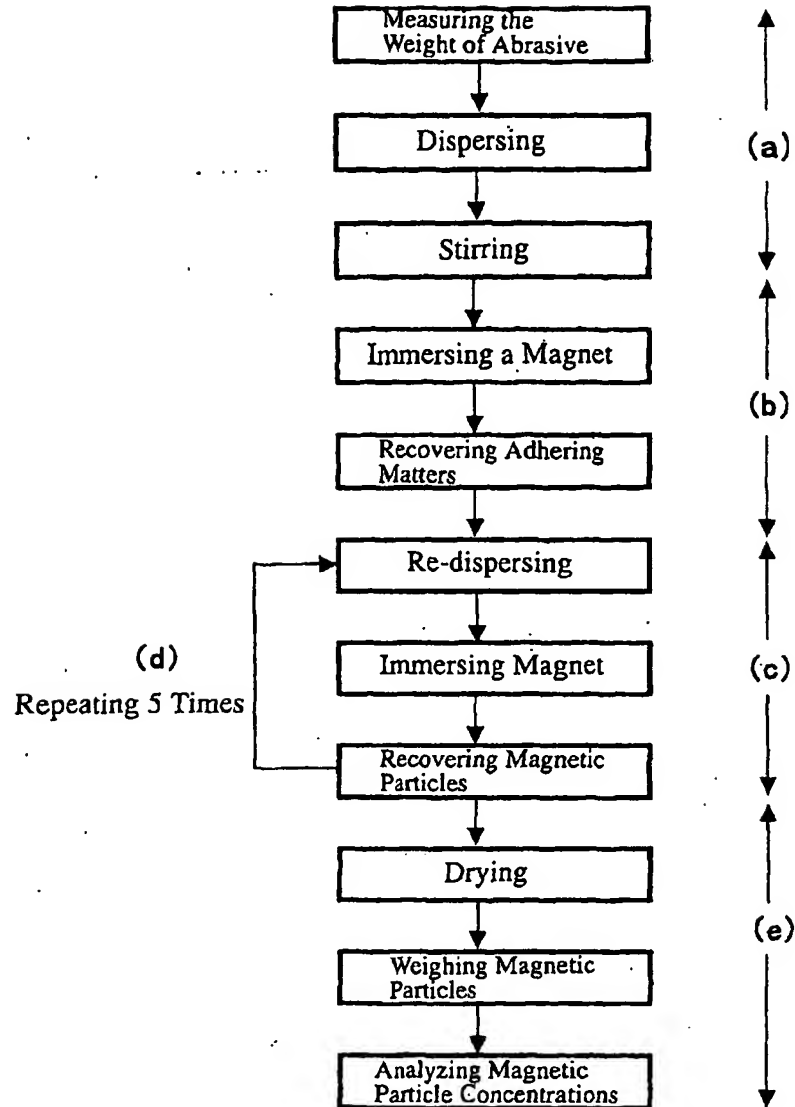 Measuring the
Weight of Abrasive
Dispersing
(a)
Stirring
Immersing a Magnet
(b)
Recovering Adhering
Matters
Re-dispersing
(d)
Repeating 5 Times
Immersing Magnet
(c)
Recovering Magnetic
Particles
Drying
(e)
Weighing Magnetic
Particles
Analyzing Magnetic
Particle Concentrations